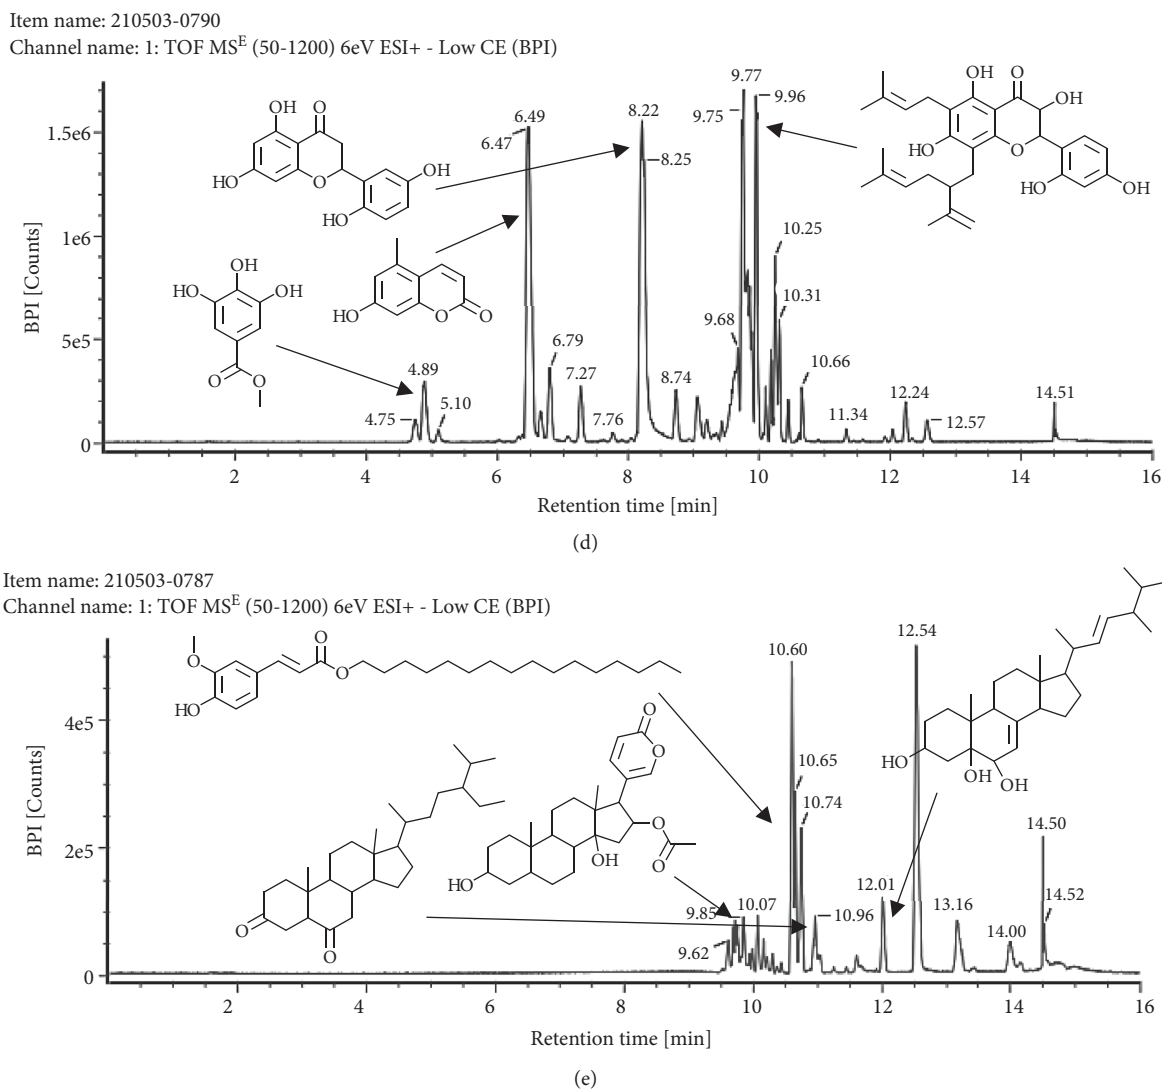 Item name: 210503-0790
Channel name: 1: TOF MSE (50-1200) 6eV ESI+ - Low CE (BPI)
BPI [Counts]
1.5e6
1e6
5e5
0
2 4 6 8 10 12 14 16
Retention time [min]
4.75
4.89
5.10
6.47
6.49
6.79
7.27
7.76
8.22
8.25
8.74
9.68
9.75
9.77
9.96
10.25
10.31
10.66
11.34
12.24
12.57
14.51
OH O
HO
O
OH
HO
OH
HO OH
O
O
HO
O O
OH O
OH
HO
O
HO
OH
(d)
Item name: 210503-0787
Channel name: 1: TOF MSE (50-1200) 6eV ESI+ - Low CE (BPI)
BPI [Counts]
4e5
2e5
0
2 4 6 8 10 12 14 16
Retention time [min]
9.62
9.85
10.07
10.60
10.65
10.74
10.96
12.01
12.54
13.16
14.00
14.50
14.52
O
O
O
HO
O
O
O
O
O
O
OH
HO
HO
OH
OH
(e)